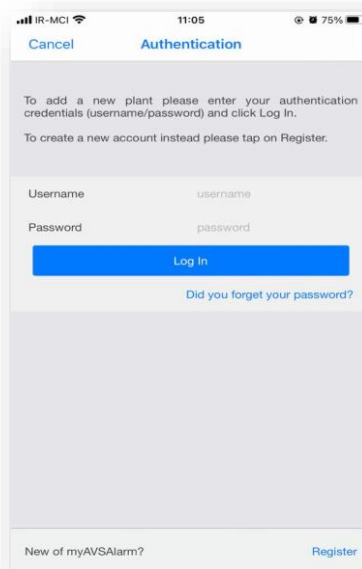 IR-MCI 11:05 75%
Cancel Authentication
To add a new plant please enter your authentication
credentials (username/password) and click Log In.
To create a new account instead please tap on Register.
Username username
Password password
Log In
Did you forget your password?
New of myAVSAlarm? Register